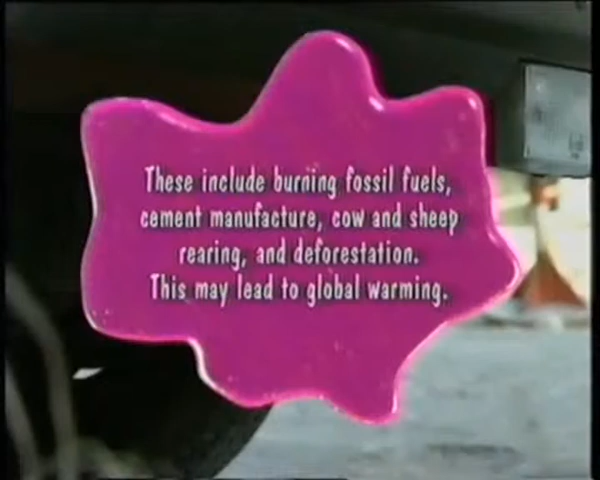 These include burning fossil fuels,
cement manufacture, cow and sheep
rearing, and deforestation.
This may lead to global warming.